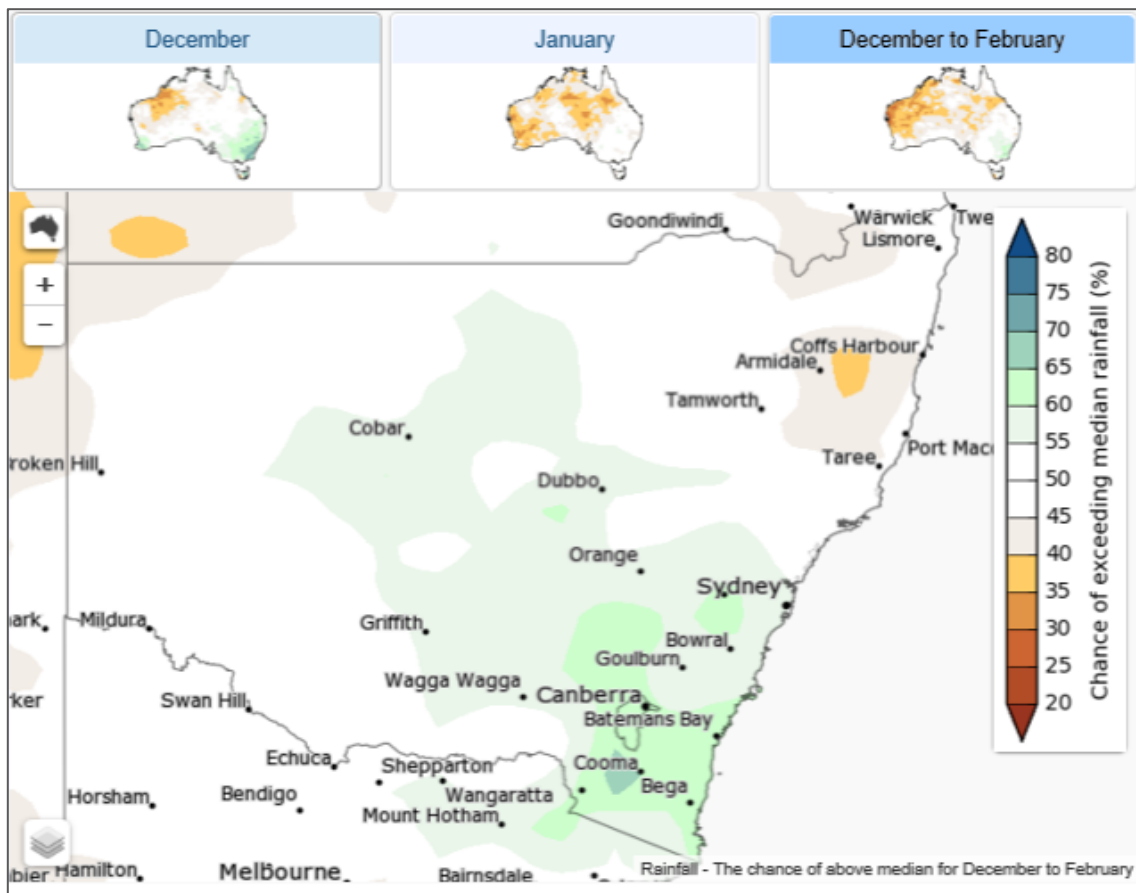 December
January
December to February
+
−
Goondiwindi
Warwick
Twe
Lismore
Coffs Harbour
Armidale
Tamworth
Cobar
roken Hill
Port Macq
Taree
Dubbo
Orange
Sydney
ark
Mildura
Griffith
Bowral
Goulburn
Wagga Wagga
Canberra
rker
Swan Hill
Batemans Bay
Echuca
Shepparton
Cooma
Horsham
Bendigo
Wangaratta
Bega
Mount Hotham
bier
Hamilton
Melbourne
Bairnsdale
80
75
70
65
60
55
50
45
40
35
30
25
20
Chance of exceeding median rainfall (%)
Rainfall - The chance of above median for December to February